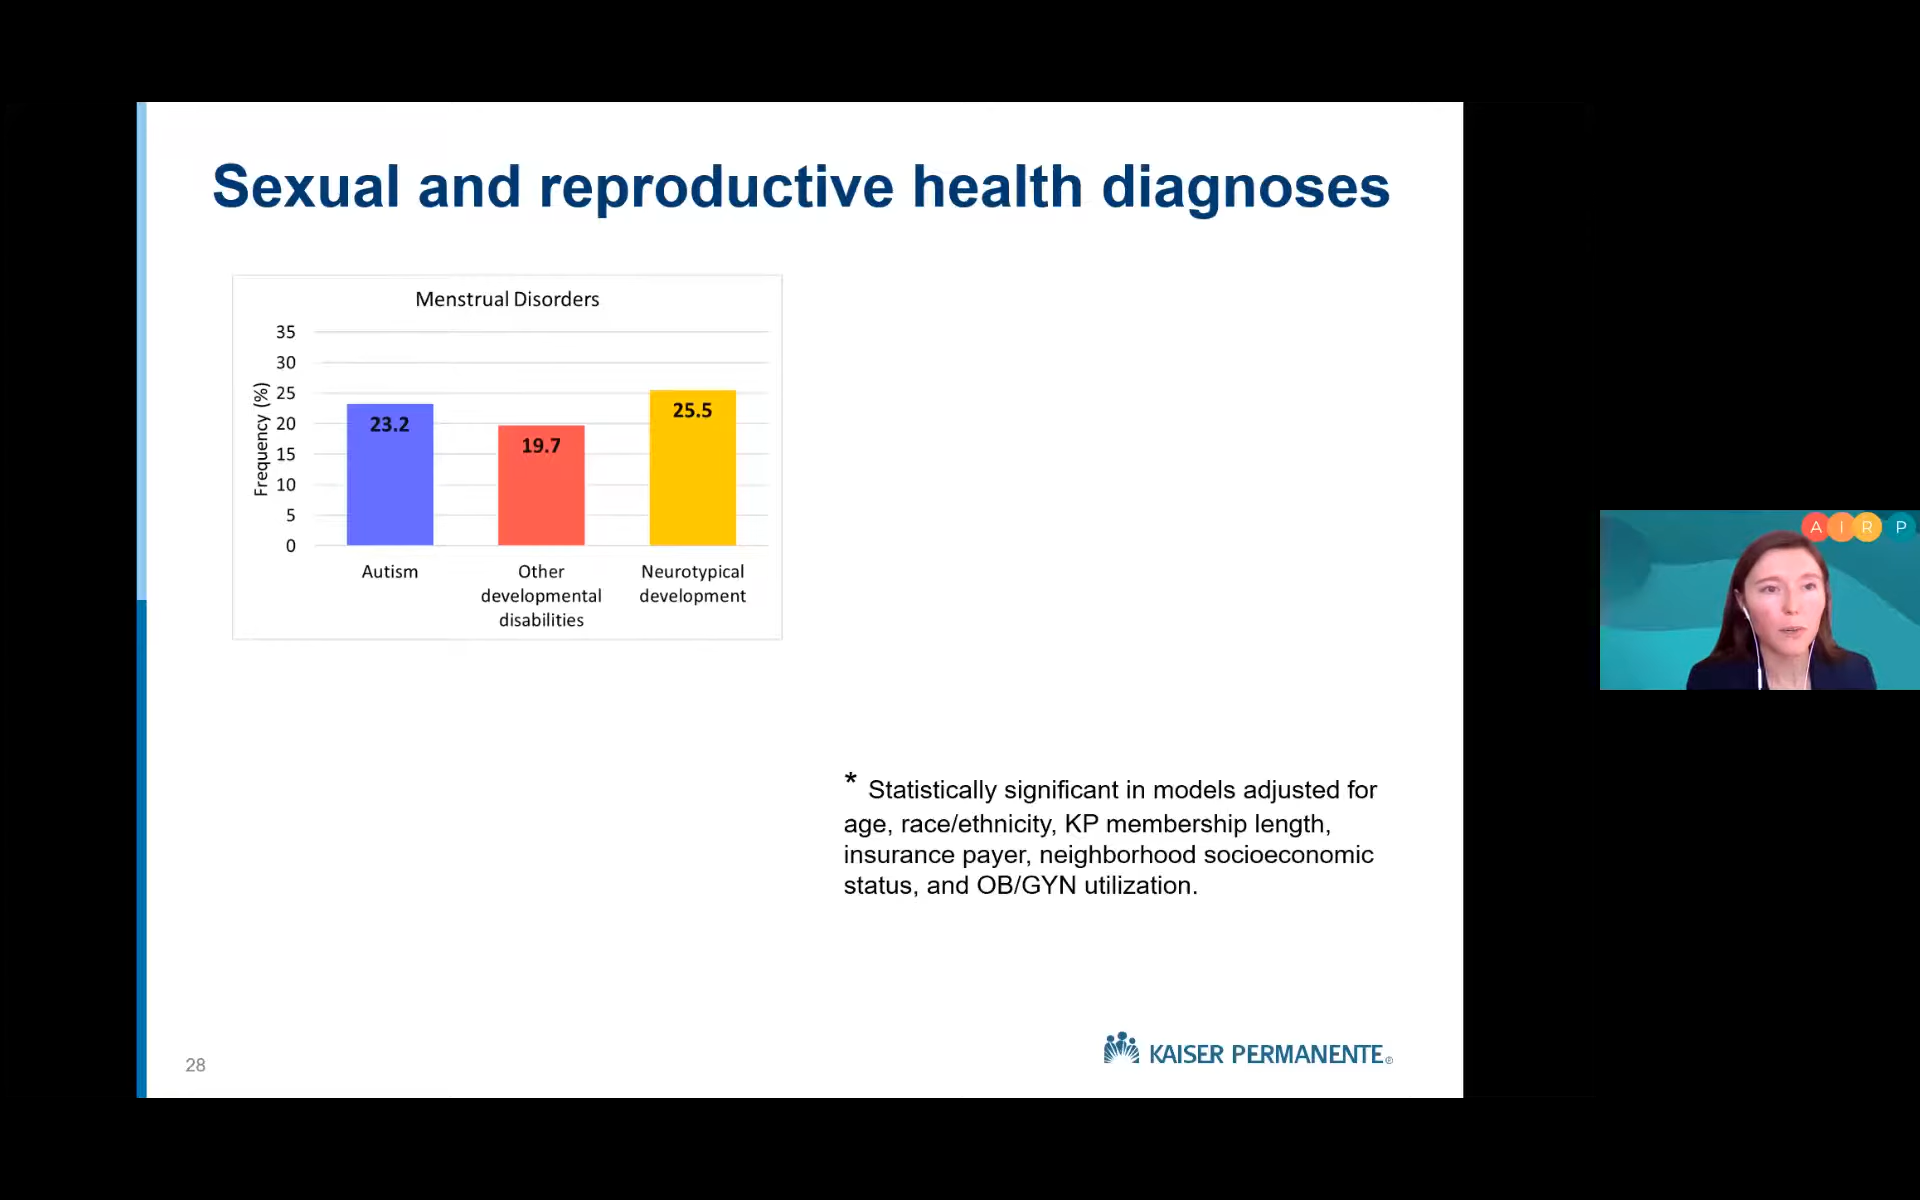 Sexual and reproductive health diagnoses
Menstrual Disorders
35
30
25
20
15
10
5
0
Frequency (%)
23.2
19.7
25.5
Autism
Other
developmental
disabilities
Neurotypical
development
* Statistically significant in models adjusted for
age, race/ethnicity, KP membership length,
insurance payer, neighborhood socioeconomic
status, and OB/GYN utilization.
28
KAISER PERMANENTE®
A I R P